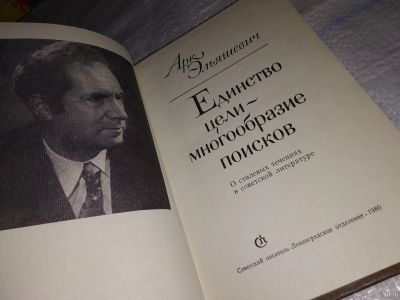 Арк. Эльяшевич
Единство
цели –
многообразие
поисков
О стилевых течениях
в советской литературе
Советский писатель · Ленинградское отделение · 1980